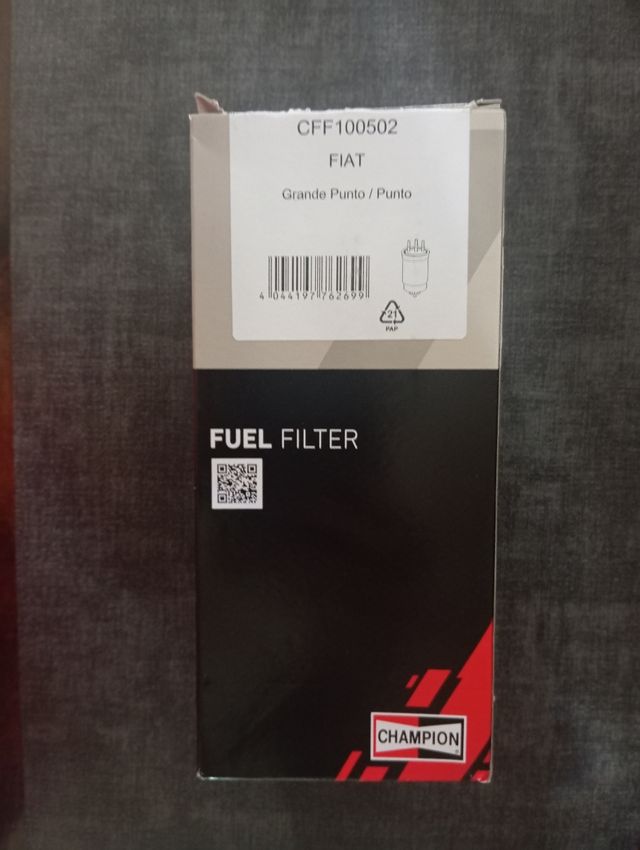 CFF100502
FIAT
Grande Punto / Punto
4 044197 762699
21
PAP
FUEL FILTER
CHAMPION